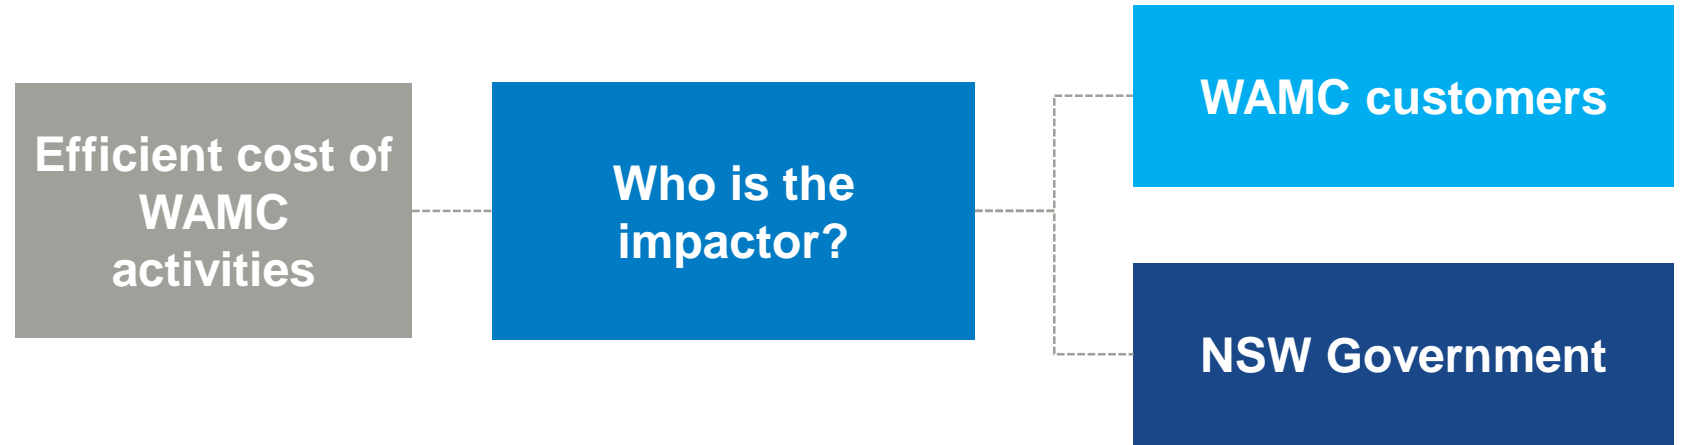 Efficient cost of
WAMC
activities
Who is the
impactor?
WAMC customers
NSW Government